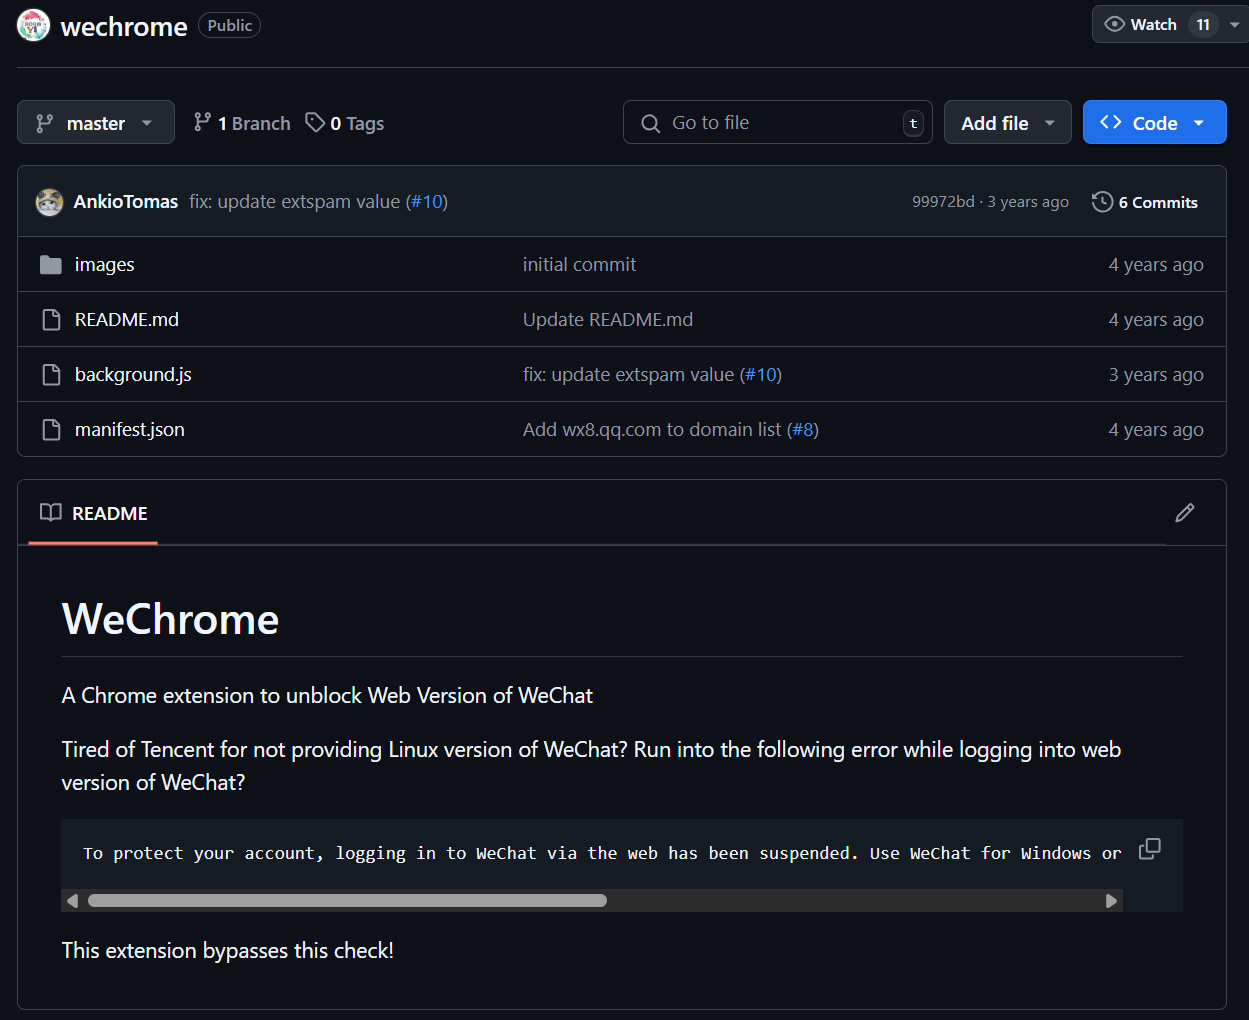 wechrome Public Watch 11
master 1 Branch 0 Tags Go to file t Add file Code
AnkioTomas fix: update extspam value (#10) 99972bd · 3 years ago 6 Commits
images initial commit 4 years ago
README.md Update README.md 4 years ago
background.js fix: update extspam value (#10) 3 years ago
manifest.json Add wx8.qq.com to domain list (#8) 4 years ago
README
WeChrome
A Chrome extension to unblock Web Version of WeChat
Tired of Tencent for not providing Linux version of WeChat? Run into the following error while logging into web
version of WeChat?
To protect your account, logging in to WeChat via the web has been suspended. Use WeChat for Windows or
This extension bypasses this check!